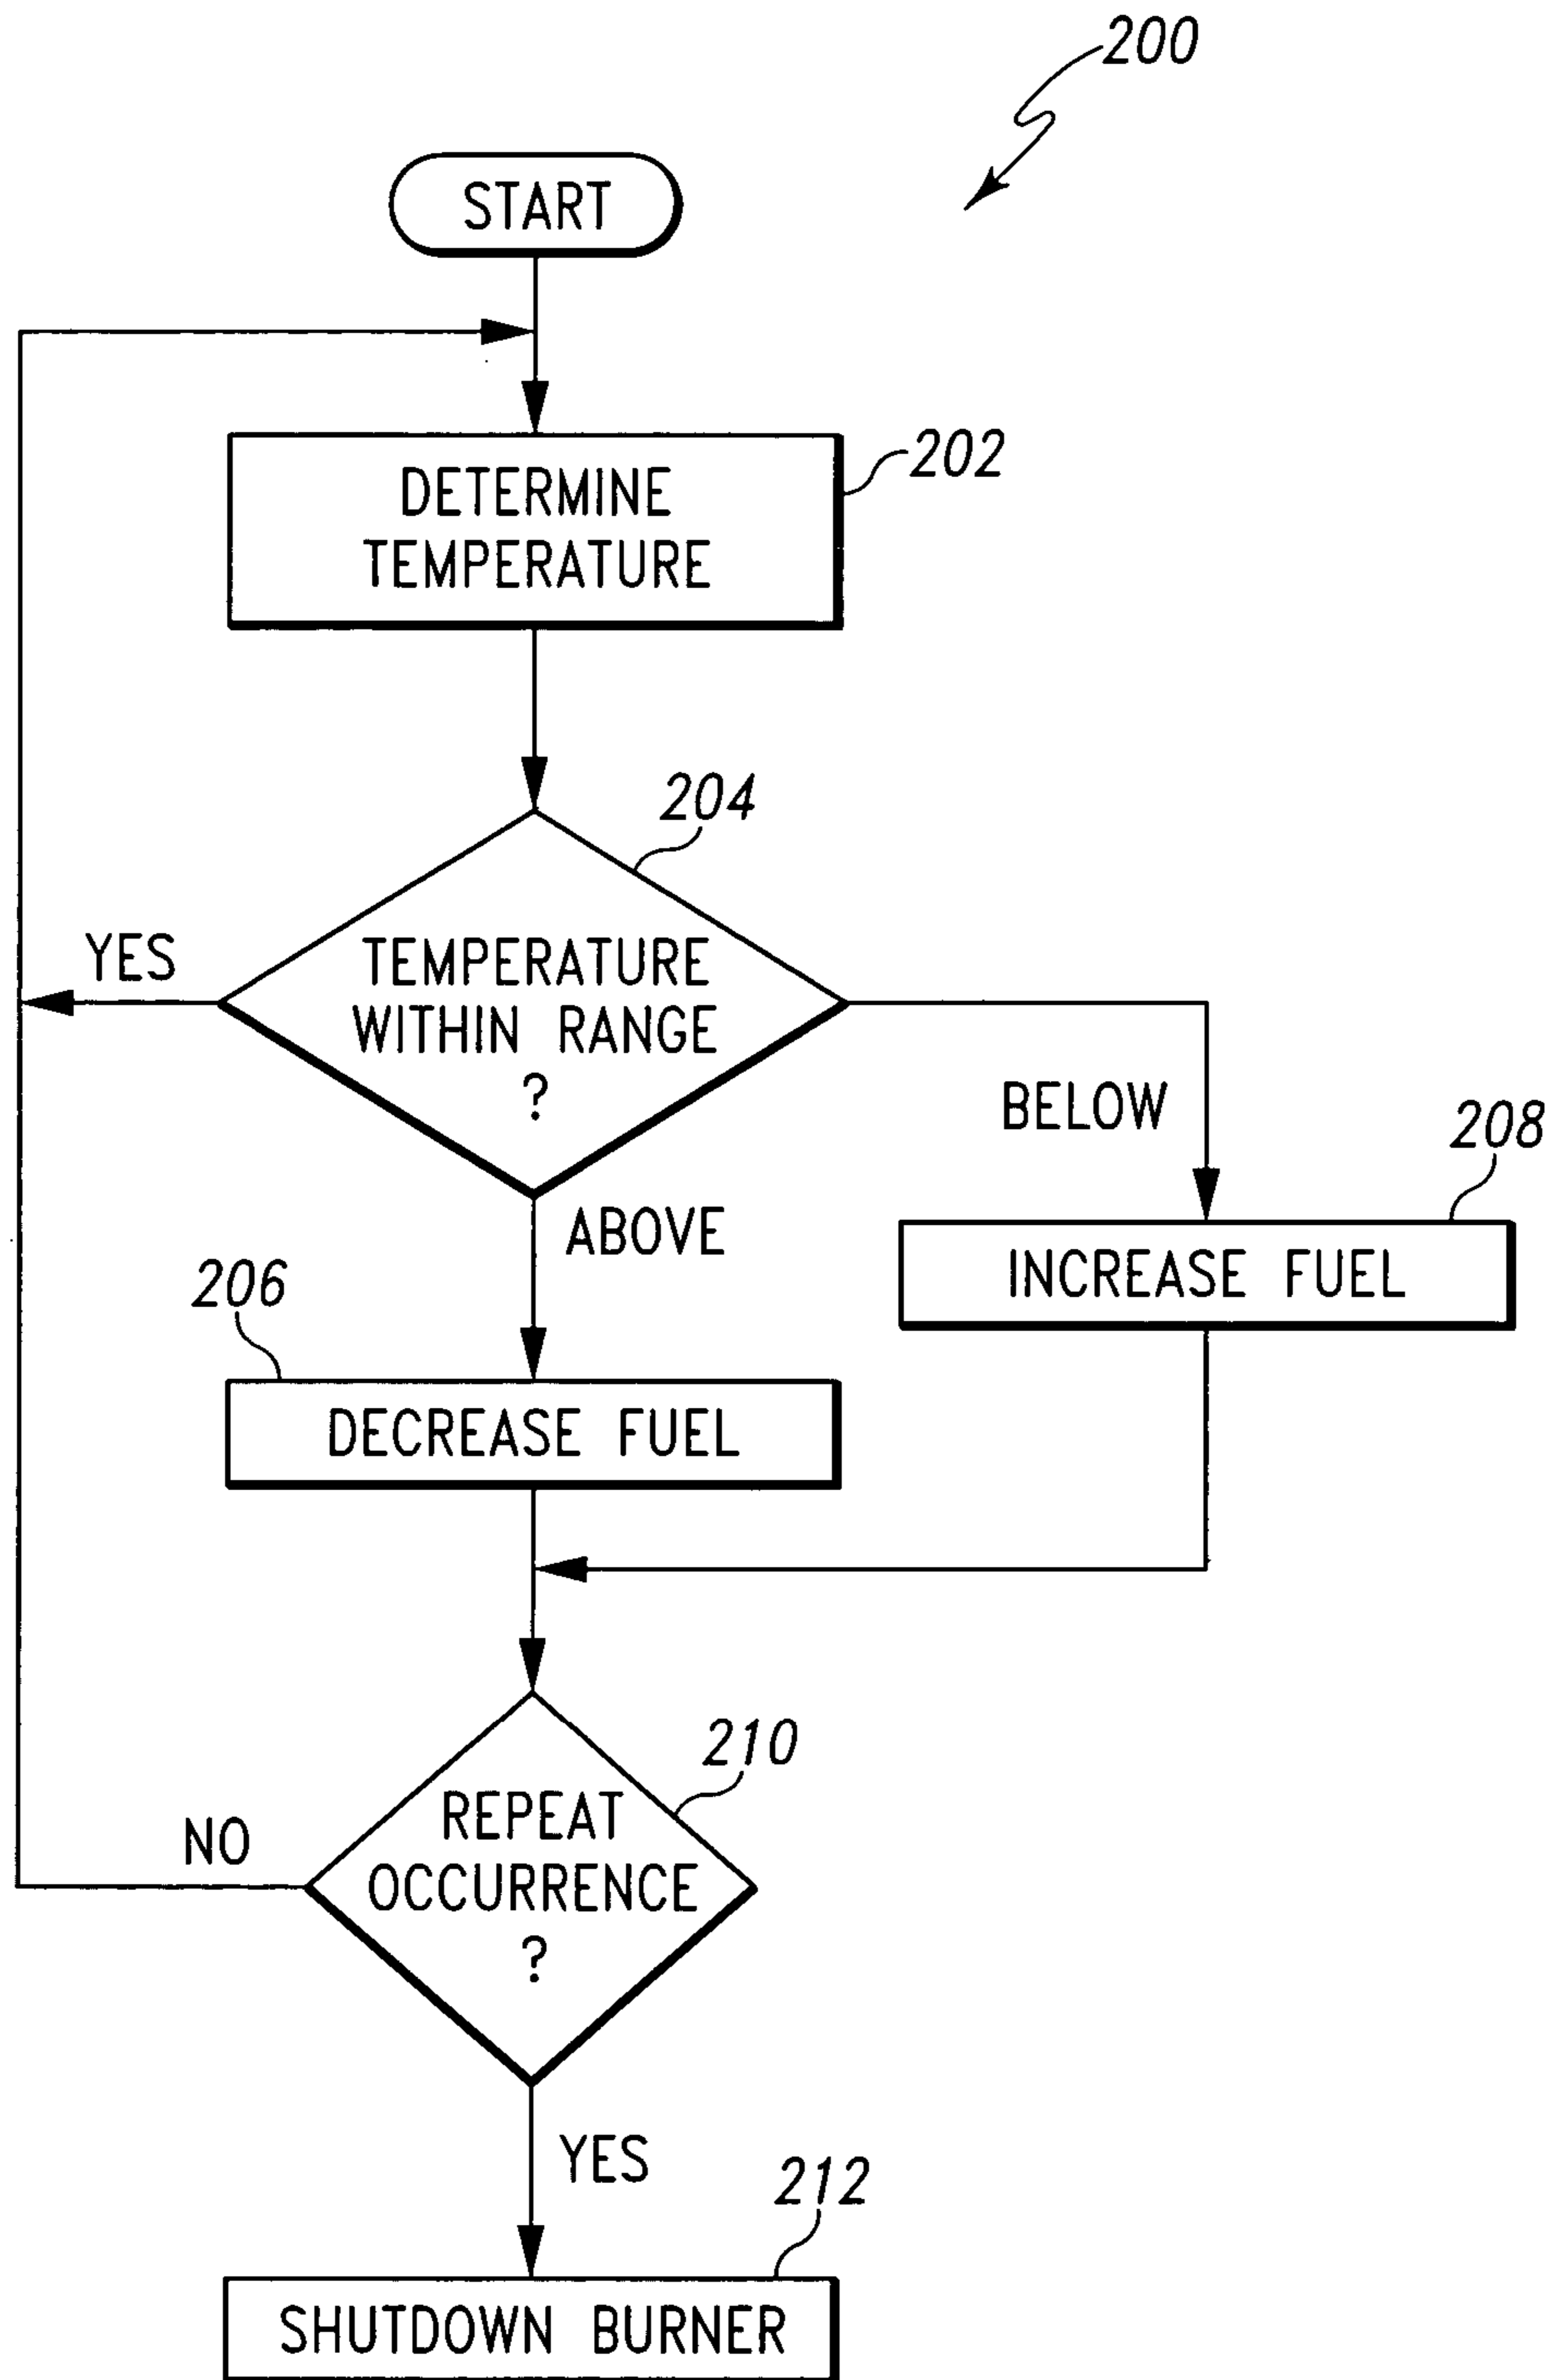 200
START
202
DETERMINE
TEMPERATURE
204
YES
TEMPERATURE
WITHIN RANGE
?
BELOW
208
ABOVE
INCREASE FUEL
206
DECREASE FUEL
210
REPEAT
NO
OCCURRENCE
?
YES
212
SHUTDOWN BURNER